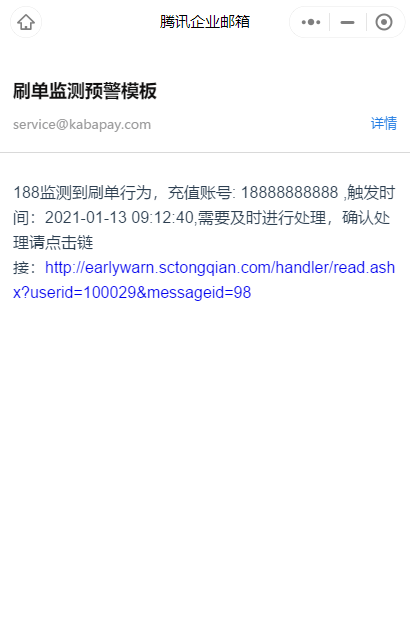 腾讯企业邮箱
刷单监测预警模板
service@kabapay.com
详情
188监测到刷单行为，充值账号: 18888888888 ,触发时
间：2021-01-13 09:12:40,需要及时进行处理，确认处
理请点击链
接：http://earlywarn.sctongqian.com/handler/read.ash
x?userid=100029&messageid=98